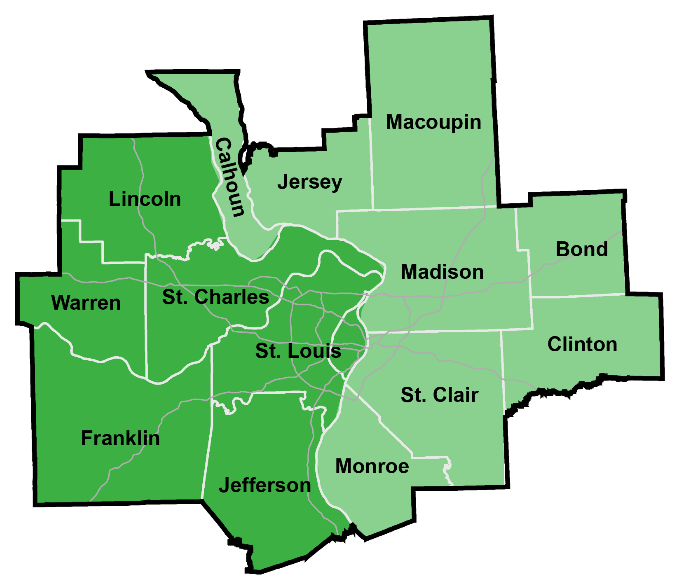 Macoupin
Calhoun
Jersey
Lincoln
Bond
Madison
St. Charles
Warren
Clinton
St. Louis
St. Clair
Franklin
Monroe
Jefferson